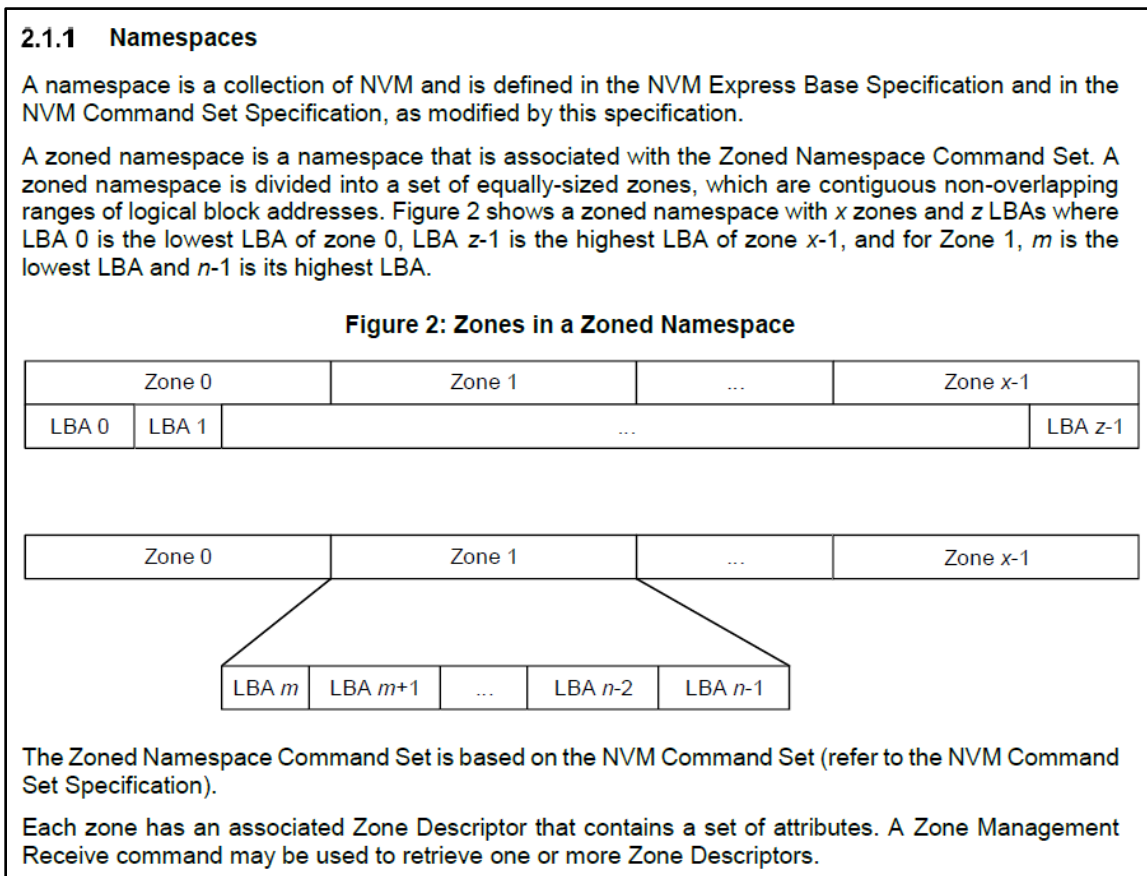 2.1.1 Namespaces
A namespace is a collection of NVM and is defined in the NVM Express Base Specification and in the
NVM Command Set Specification, as modified by this specification.
A zoned namespace is a namespace that is associated with the Zoned Namespace Command Set. A
zoned namespace is divided into a set of equally-sized zones, which are contiguous non-overlapping
ranges of logical block addresses. Figure 2 shows a zoned namespace with x zones and z LBAs where
LBA 0 is the lowest LBA of zone 0, LBA z-1 is the highest LBA of zone x-1, and for Zone 1, m is the
lowest LBA and n-1 is its highest LBA.
Figure 2: Zones in a Zoned Namespace
Zone 0 Zone 1 ... Zone x-1
LBA 0 LBA 1 ... LBA z-1
Zone 0 Zone 1 ... Zone x-1
LBA m LBA m+1 ... LBA n-2 LBA n-1
The Zoned Namespace Command Set is based on the NVM Command Set (refer to the NVM Command
Set Specification).
Each zone has an associated Zone Descriptor that contains a set of attributes. A Zone Management
Receive command may be used to retrieve one or more Zone Descriptors.